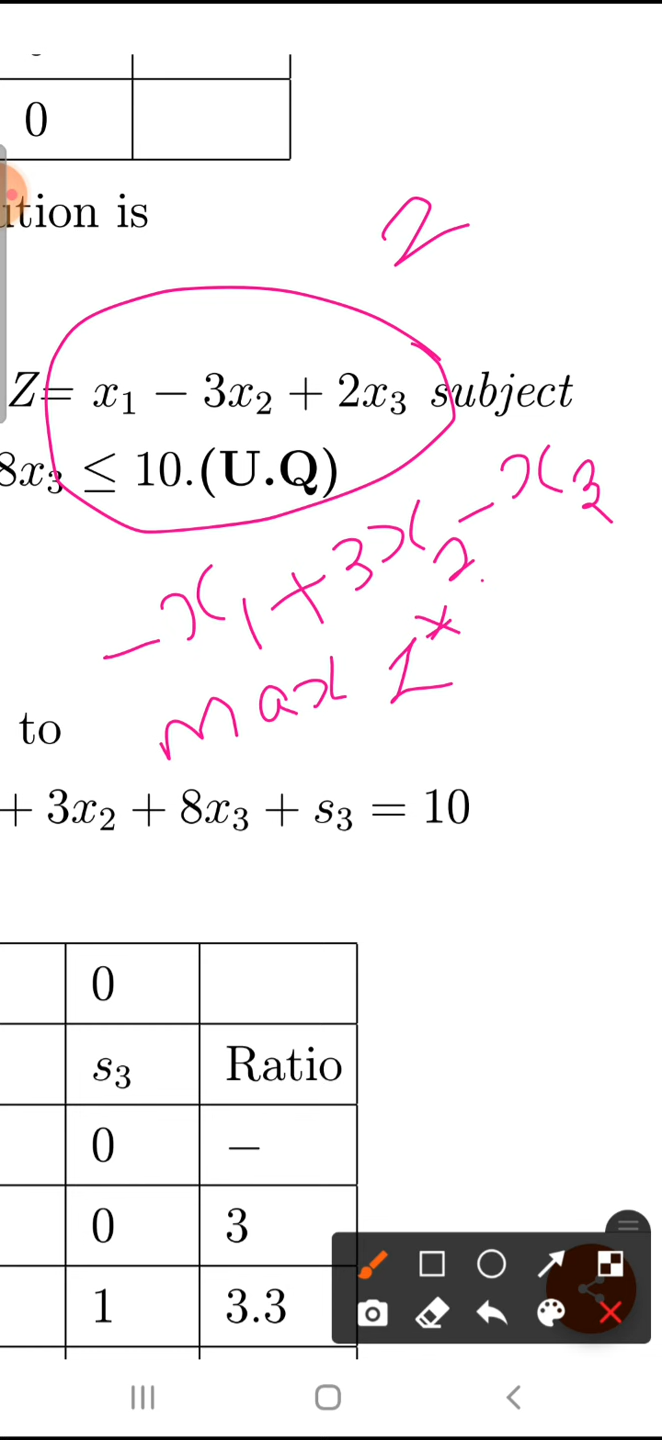 0
ition is
2
Z= x₁ − 3x₂ + 2x₃ subject
8x₃ ≤ 10.(U.Q)
−x₁+3x₂−x₃
max Z*
to
+ 3x₂ + 8x₃ + s₃ = 10
0
s₃ Ratio
0 −
0 3
1 3.3